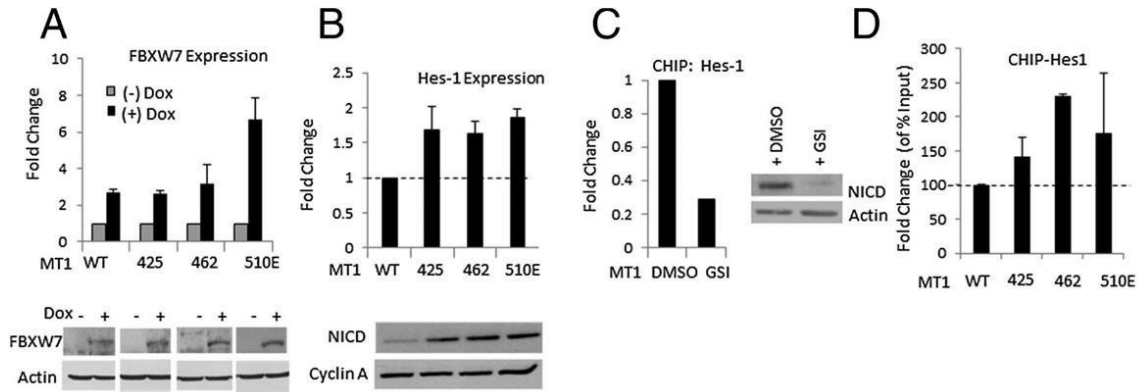 A
FBXW7 Expression
Fold Change
10
8
6
4
2
0
(-) Dox
(+) Dox
MT1 WT 425 462 510E
Dox - + - + - + - +
FBXW7
Actin
B
Hes-1 Expression
Fold Change
2.5
2
1.5
1
0.5
0
MT1 WT 425 462 510E
NICD
Cyclin A
C
CHIP: Hes-1
Fold Change
1
0.8
0.6
0.4
0.2
0
MT1 DMSO GSI
+ DMSO
+ GSI
NICD
Actin
D
CHIP-Hes1
Fold Change (of % Input)
300
250
200
150
100
50
0
MT1 WT 425 462 510E